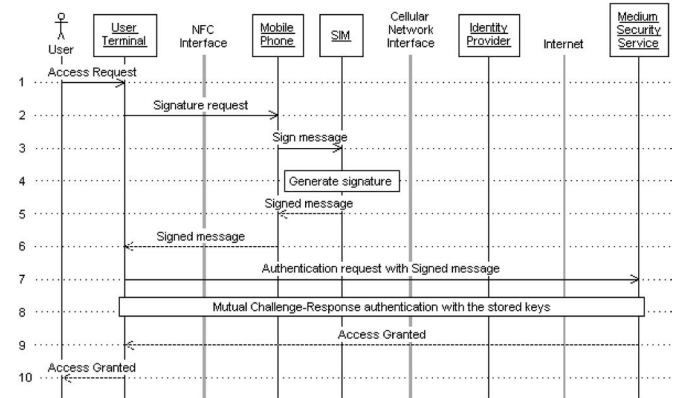 User
User
Terminal
NFC
Interface
Mobile
Phone
SIM
Cellular
Network
Interface
Identity
Provider
Internet
Medium
Security
Service
1
Access Request
2
Signature request
3
Sign message
4
Generate signature
5
Signed message
6
Signed message
7
Authentication request with Signed message
8
Mutual Challenge-Response authentication with the stored keys
9
Access Granted
10
Access Granted